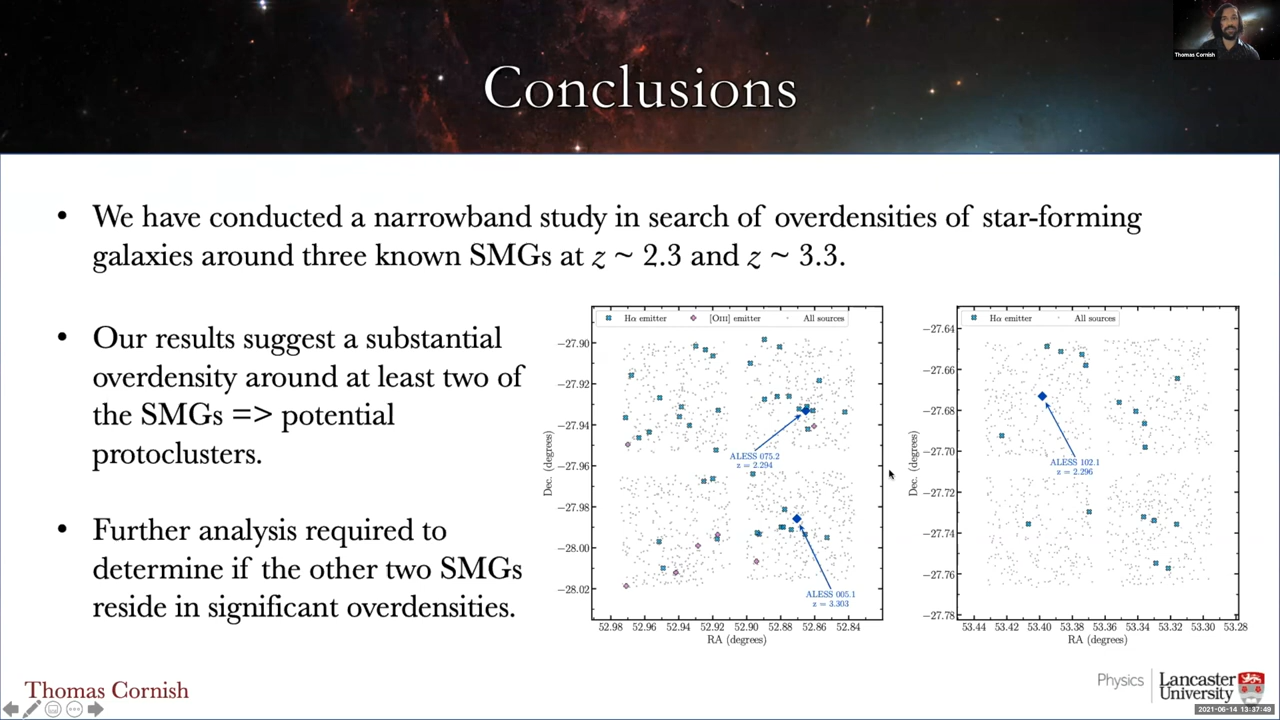 Thomas Cornish
Conclusions
• We have conducted a narrowband study in search of overdensities of star-forming
galaxies around three known SMGs at z ~ 2.3 and z ~ 3.3.
• Our results suggest a substantial
overdensity around at least two of
the SMGs => potential
protoclusters.
• Further analysis required to
determine if the other two SMGs
reside in significant overdensities.
Hα emitter [OIII] emitter All sources
−27.90
−27.92
−27.94
−27.96
−27.98
−28.00
−28.02
Dec. (degrees)
ALESS 075.2
z = 2.294
ALESS 005.1
z = 3.303
52.98 52.96 52.94 52.92 52.90 52.88 52.86 52.84
RA (degrees)
Hα emitter All sources
−27.64
−27.66
−27.68
−27.70
−27.72
−27.74
−27.76
−27.78
Dec. (degrees)
ALESS 102.1
z = 2.296
53.44 53.42 53.40 53.38 53.36 53.34 53.32 53.30 53.28
RA (degrees)
Thomas Cornish
Physics
Lancaster
University
2021-06-14 13:37:49